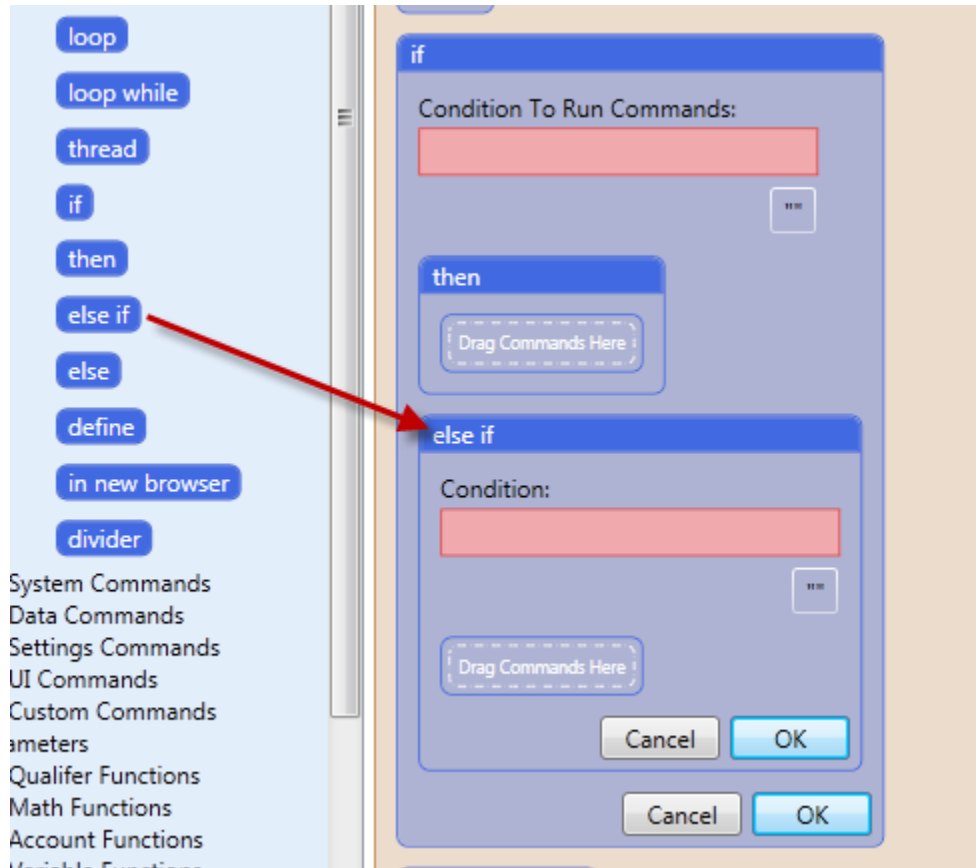 loop
loop while
thread
if
then
else if
else
define
in new browser
divider
System Commands
Data Commands
Settings Commands
UI Commands
Custom Commands
ameters
Qualifer Functions
Math Functions
Account Functions
Variable Functions
if
Condition To Run Commands:
""
then
Drag Commands Here
else if
Condition:
""
Drag Commands Here
Cancel OK
Cancel OK